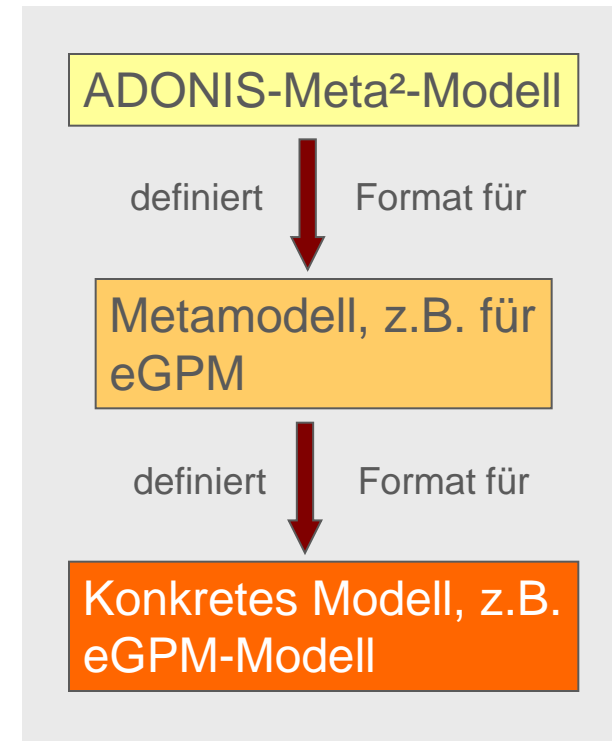 ADONIS-Meta²-Modell
definiert Format für
Metamodell, z.B. für
eGPM
definiert Format für
Konkretes Modell, z.B.
eGPM-Modell